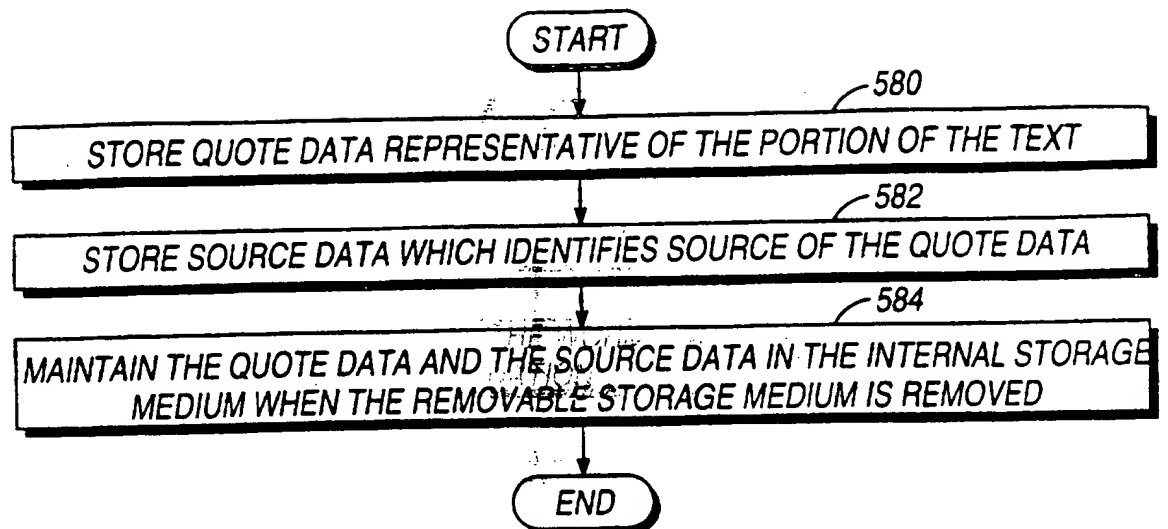 START
580
STORE QUOTE DATA REPRESENTATIVE OF THE PORTION OF THE TEXT
582
STORE SOURCE DATA WHICH IDENTIFIES SOURCE OF THE QUOTE DATA
584
MAINTAIN THE QUOTE DATA AND THE SOURCE DATA IN THE INTERNAL STORAGE
MEDIUM WHEN THE REMOVABLE STORAGE MEDIUM IS REMOVED
END